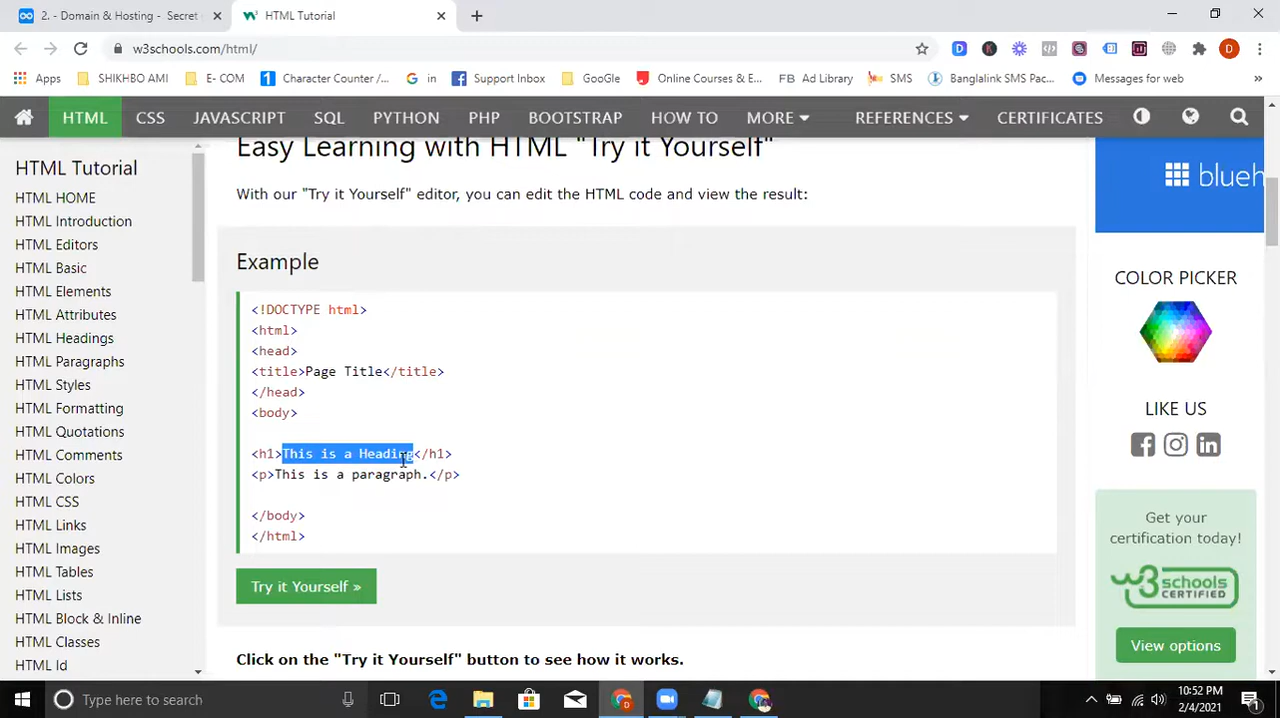 2. - Domain & Hosting - Secret
HTML Tutorial
w3schools.com/html/
Apps
SHIKHBO AMI
E- COM
Character Counter /...
in
Support Inbox
GooGle
Online Courses & E...
FB Ad Library
SMS
Banglalink SMS Pac...
Messages for web
HTML
CSS
JAVASCRIPT
SQL
PYTHON
PHP
BOOTSTRAP
HOW TO
MORE
REFERENCES
CERTIFICATES
HTML Tutorial
HTML HOME
HTML Introduction
HTML Editors
HTML Basic
HTML Elements
HTML Attributes
HTML Headings
HTML Paragraphs
HTML Styles
HTML Formatting
HTML Quotations
HTML Comments
HTML Colors
HTML CSS
HTML Links
HTML Images
HTML Tables
HTML Lists
HTML Block & Inline
HTML Classes
HTML Id
Easy Learning with HTML "Try it Yourself"
With our "Try it Yourself" editor, you can edit the HTML code and view the result:
Example
<!DOCTYPE html>
<html>
<head>
<title>Page Title</title>
</head>
<body>
<h1>This is a Heading</h1>
<p>This is a paragraph.</p>
</body>
</html>
Try it Yourself »
Click on the "Try it Yourself" button to see how it works.
blueh
COLOR PICKER
LIKE US
Get your
certification today!
w3schools
CERTIFIED
View options
Type here to search
10:52 PM
2/4/2021